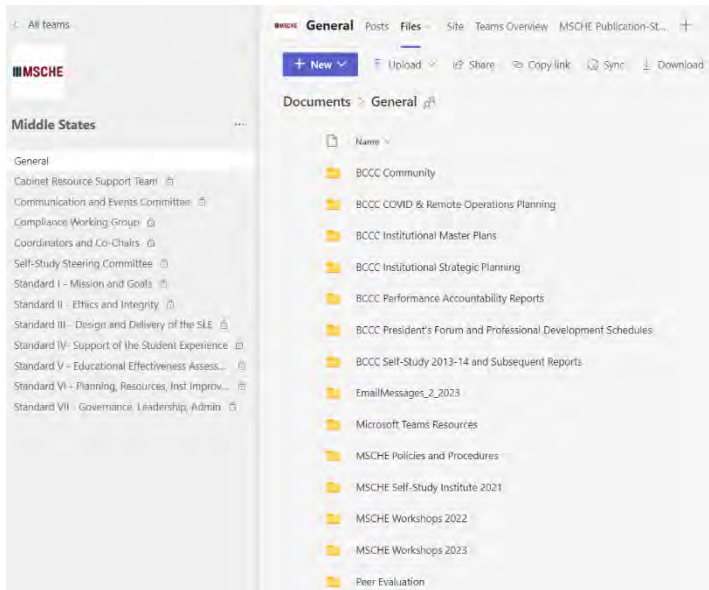 All teams
MSCHE
Middle States
...
General
Cabinet Resource Support Team
Communication and Events Committee
Compliance Working Group
Coordinators and Co-Chairs
Self-Study Steering Committee
Standard I - Mission and Goals
Standard II - Ethics and Integrity
Standard III - Design and Delivery of the SLE
Standard IV- Support of the Student Experience
Standard V - Educational Effectiveness Assess...
Standard VI - Planning, Resources, Inst Improv...
Standard VII - Governance, Leadership, Admin
MSCHE General Posts Files Site Teams Overview MSCHE Publication-St... +
+ New Upload Share Copy link Sync Download
Documents > General
Name
BCCC Community
BCCC COVID & Remote Operations Planning
BCCC Institutional Master Plans
BCCC Institutional Strategic Planning
BCCC Performance Accountability Reports
BCCC President's Forum and Professional Development Schedules
BCCC Self-Study 2013-14 and Subsequent Reports
EmailMessages_2_2023
Microsoft Teams Resources
MSCHE Policies and Procedures
MSCHE Self-Study Institute 2021
MSCHE Workshops 2022
MSCHE Workshops 2023
Peer Evaluation